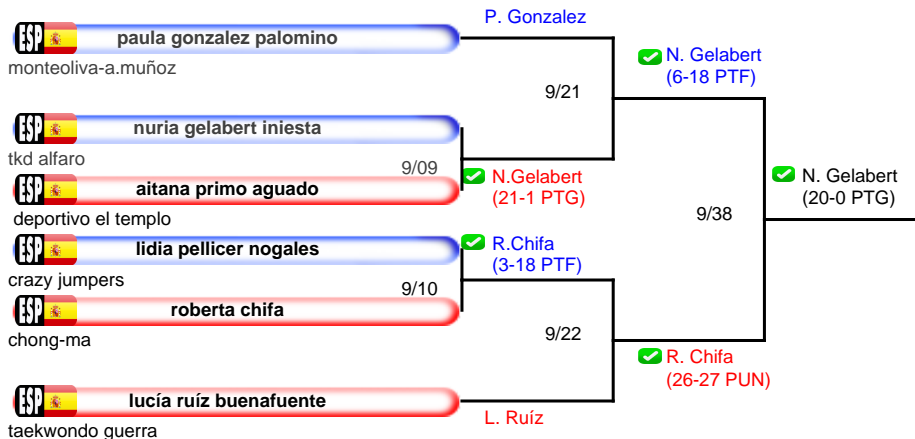 P. Gonzalez
ESP paula gonzalez palomino
monteoliva-a.muñoz
N. Gelabert
(6-18 PTF)
9/21
ESP nuria gelabert iniesta
tkd alfaro
9/09
ESP aitana primo aguado
deportivo el templo
N.Gelabert
(21-1 PTG)
N. Gelabert
(20-0 PTG)
9/38
ESP lidia pellicer nogales
crazy jumpers
R.Chifa
(3-18 PTF)
9/10
ESP roberta chifa
chong-ma
9/22
R. Chifa
(26-27 PUN)
ESP lucía ruíz buenafuente
taekwondo guerra
L. Ruíz